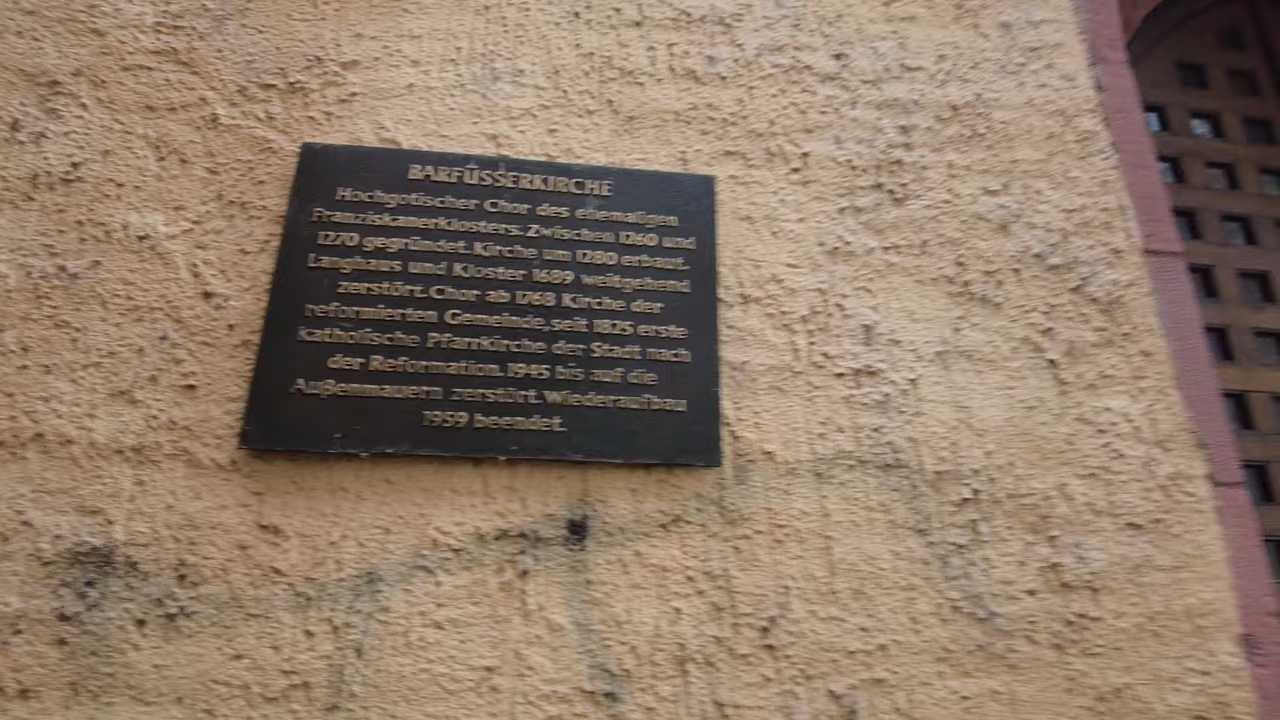 BARFÜSSERKIRCHE
Hochgotischer Chor des ehemaligen
Franziskanerklosters. Zwischen 1260 und
1270 gegründet. Kirche um 1280 erbaut.
Langhaus und Kloster 1689 weitgehend
zerstört. Chor ab 1768 Kirche der
reformierten Gemeinde, seit 1825 erste
katholische Pfarrkirche der Stadt nach
der Reformation. 1945 bis auf die
Außenmauern zerstört. Wiederaufbau
1959 beendet.